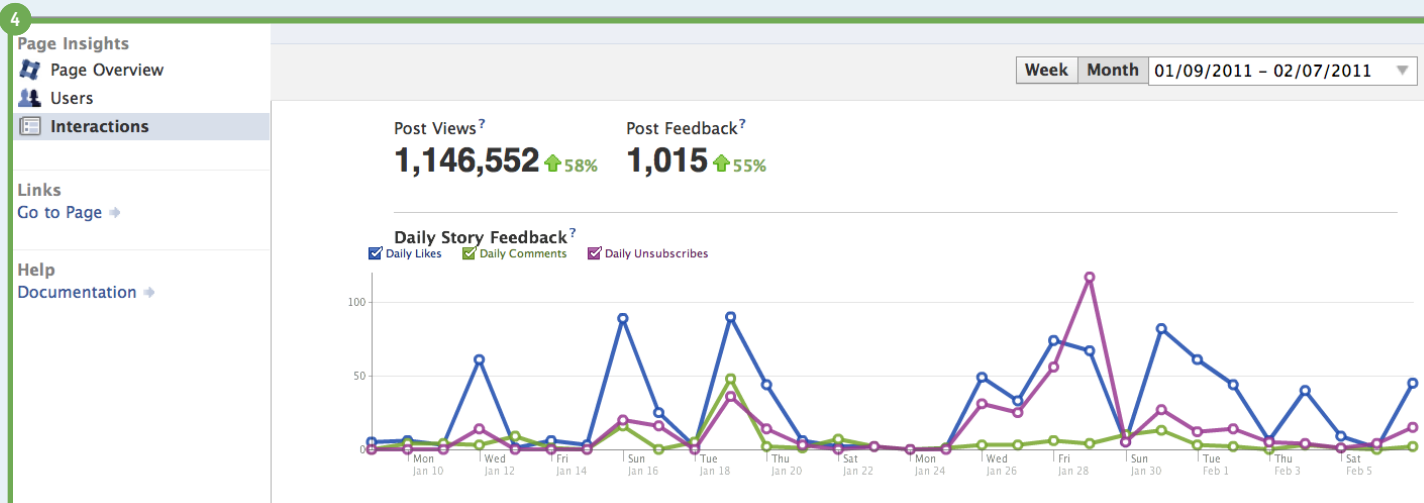 4
Page Insights
Page Overview
Users
Interactions
Links
Go to Page
Help
Documentation
Week Month 01/09/2011 – 02/07/2011
Post Views? Post Feedback?
1,146,552 58% 1,015 55%
Daily Story Feedback?
Daily Likes Daily Comments Daily Unsubscribes
100
50
0
Mon Wed Fri Sun Tue Thu Sat Mon Wed Fri Sun Tue Thu Sat
Jan 10 Jan 12 Jan 14 Jan 16 Jan 18 Jan 20 Jan 22 Jan 24 Jan 26 Jan 28 Jan 30 Feb 1 Feb 3 Feb 5